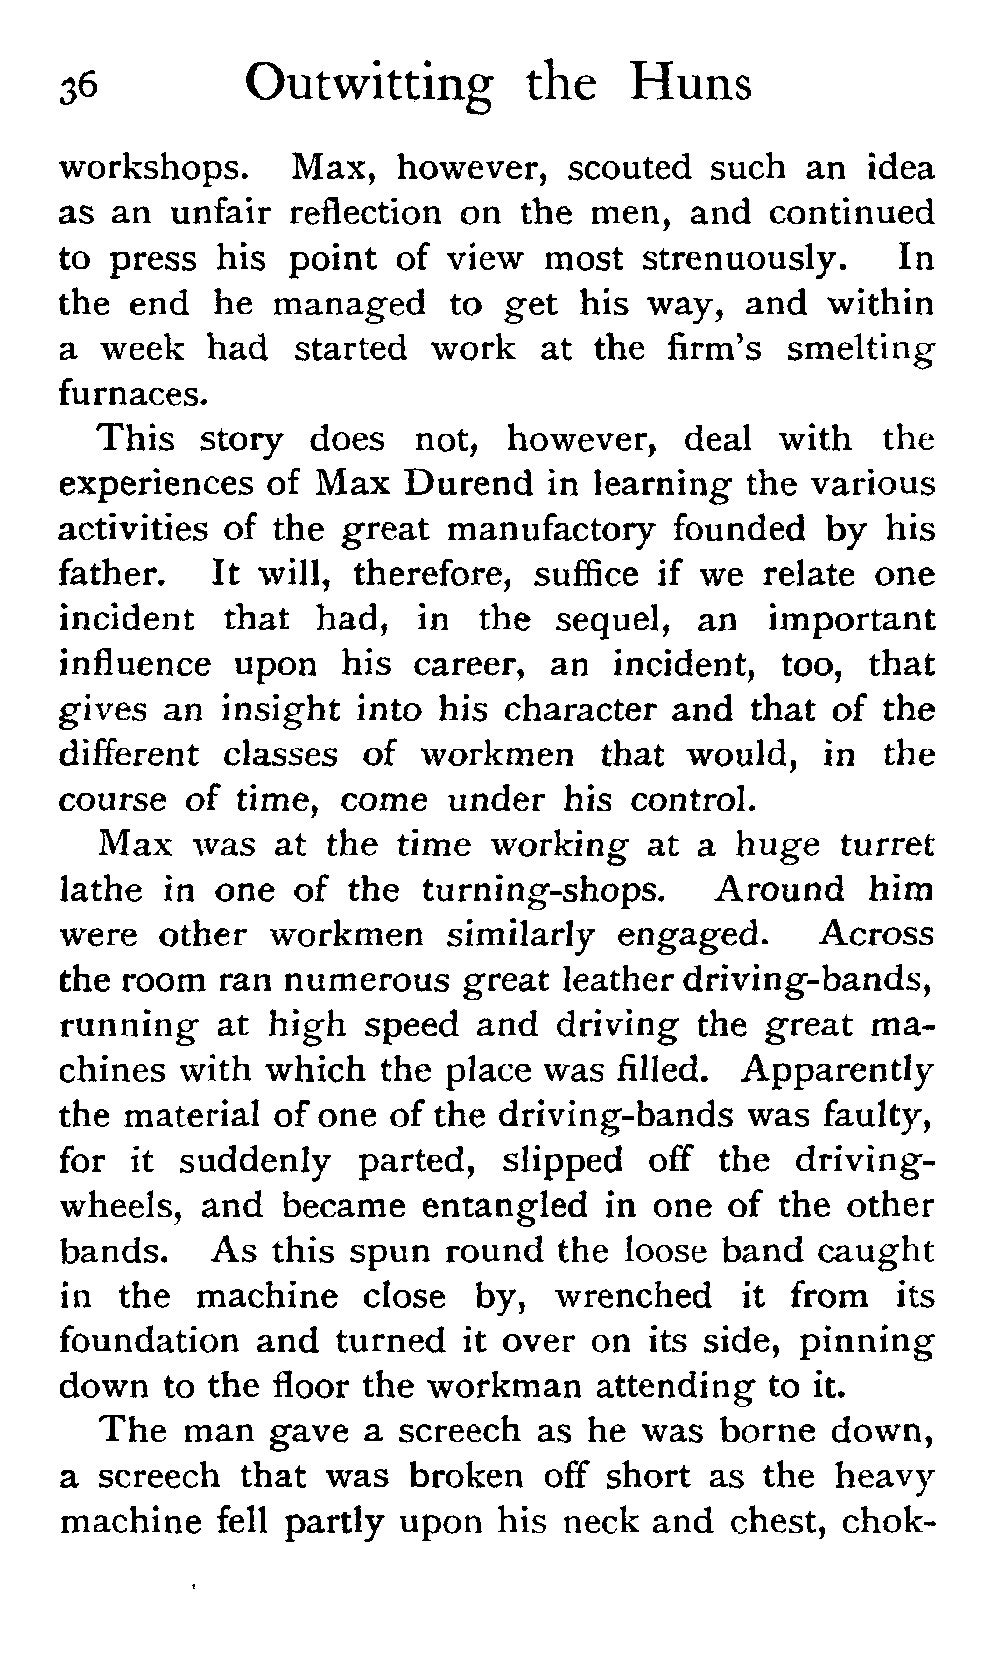 36 Outwitting the Huns
workshops. Max, however, scouted such an idea
as an unfair reflection on the men, and continued
to press his point of view most strenuously. In
the end he managed to get his way, and within
a week had started work at the firm's smelting
furnaces.
This story does not, however, deal with the
experiences of Max Durend in learning the various
activities of the great manufactory founded by his
father. It will, therefore, suffice if we relate one
incident that had, in the sequel, an important
influence upon his career, an incident, too, that
gives an insight into his character and that of the
different classes of workmen that would, in the
course of time, come under his control.
Max was at the time working at a huge turret
lathe in one of the turning-shops. Around him
were other workmen similarly engaged. Across
the room ran numerous great leather driving-bands,
running at high speed and driving the great ma-
chines with which the place was filled. Apparently
the material of one of the driving-bands was faulty,
for it suddenly parted, slipped off the driving-
wheels, and became entangled in one of the other
bands. As this spun round the loose band caught
in the machine close by, wrenched it from its
foundation and turned it over on its side, pinning
down to the floor the workman attending to it.
The man gave a screech as he was borne down,
a screech that was broken off short as the heavy
machine fell partly upon his neck and chest, chok-